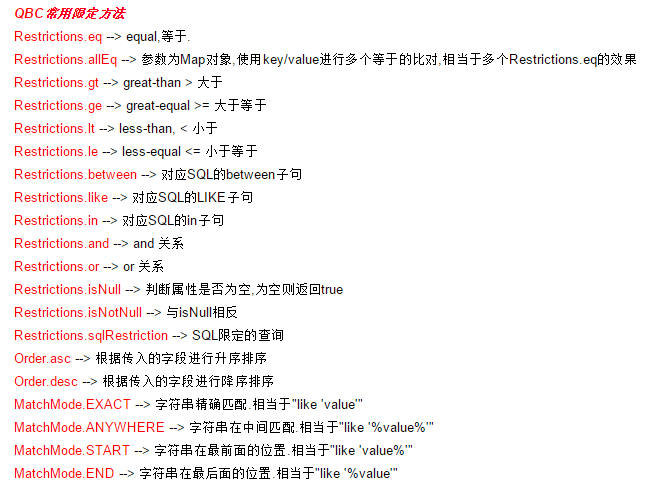 QBC常用限定方法
Restrictions.eq --> equal,等于.
Restrictions.allEq --> 参数为Map对象,使用key/value进行多个等于的比对,相当于多个Restrictions.eq的效果
Restrictions.gt --> great-than > 大于
Restrictions.ge --> great-equal >= 大于等于
Restrictions.lt --> less-than, < 小于
Restrictions.le --> less-equal <= 小于等于
Restrictions.between --> 对应SQL的between子句
Restrictions.like --> 对应SQL的LIKE子句
Restrictions.in --> 对应SQL的in子句
Restrictions.and --> and 关系
Restrictions.or --> or 关系
Restrictions.isNull --> 判断属性是否为空,为空则返回true
Restrictions.isNotNull --> 与isNull相反
Restrictions.sqlRestriction --> SQL限定的查询
Order.asc --> 根据传入的字段进行升序排序
Order.desc --> 根据传入的字段进行降序排序
MatchMode.EXACT --> 字符串精确匹配.相当于"like 'value'"
MatchMode.ANYWHERE --> 字符串在中间匹配.相当于"like '%value%'"
MatchMode.START --> 字符串在最前面的位置.相当于"like 'value%'"
MatchMode.END --> 字符串在最后面的位置.相当于"like '%value'"